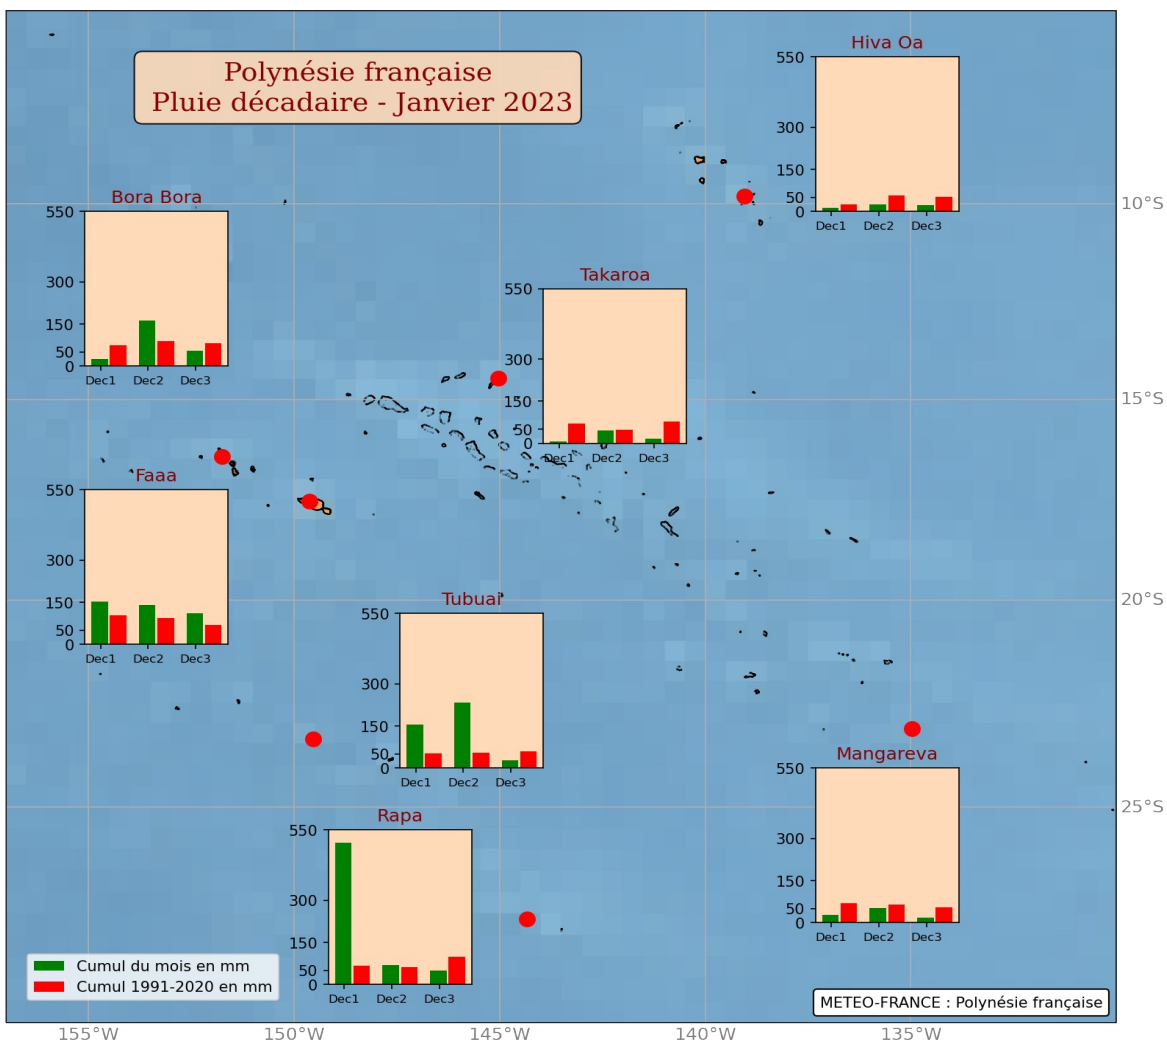 Polynésie française
Pluie décadaire - Janvier 2023
Hiva Oa
550
300
150
50
0
Dec1 Dec2 Dec3
10°S
Bora Bora
550
300
150
50
0
Dec1 Dec2 Dec3
Takaroa
550
300
150
50
0
Dec1 Dec2 Dec3
15°S
Faaa
550
300
150
50
0
Dec1 Dec2 Dec3
20°S
Tubuai
550
300
150
50
0
Dec1 Dec2 Dec3
Mangareva
550
300
150
50
0
Dec1 Dec2 Dec3
25°S
Rapa
550
300
150
50
0
Dec1 Dec2 Dec3
Cumul du mois en mm
Cumul 1991-2020 en mm
METEO-FRANCE : Polynésie française
155°W 150°W 145°W 140°W 135°W